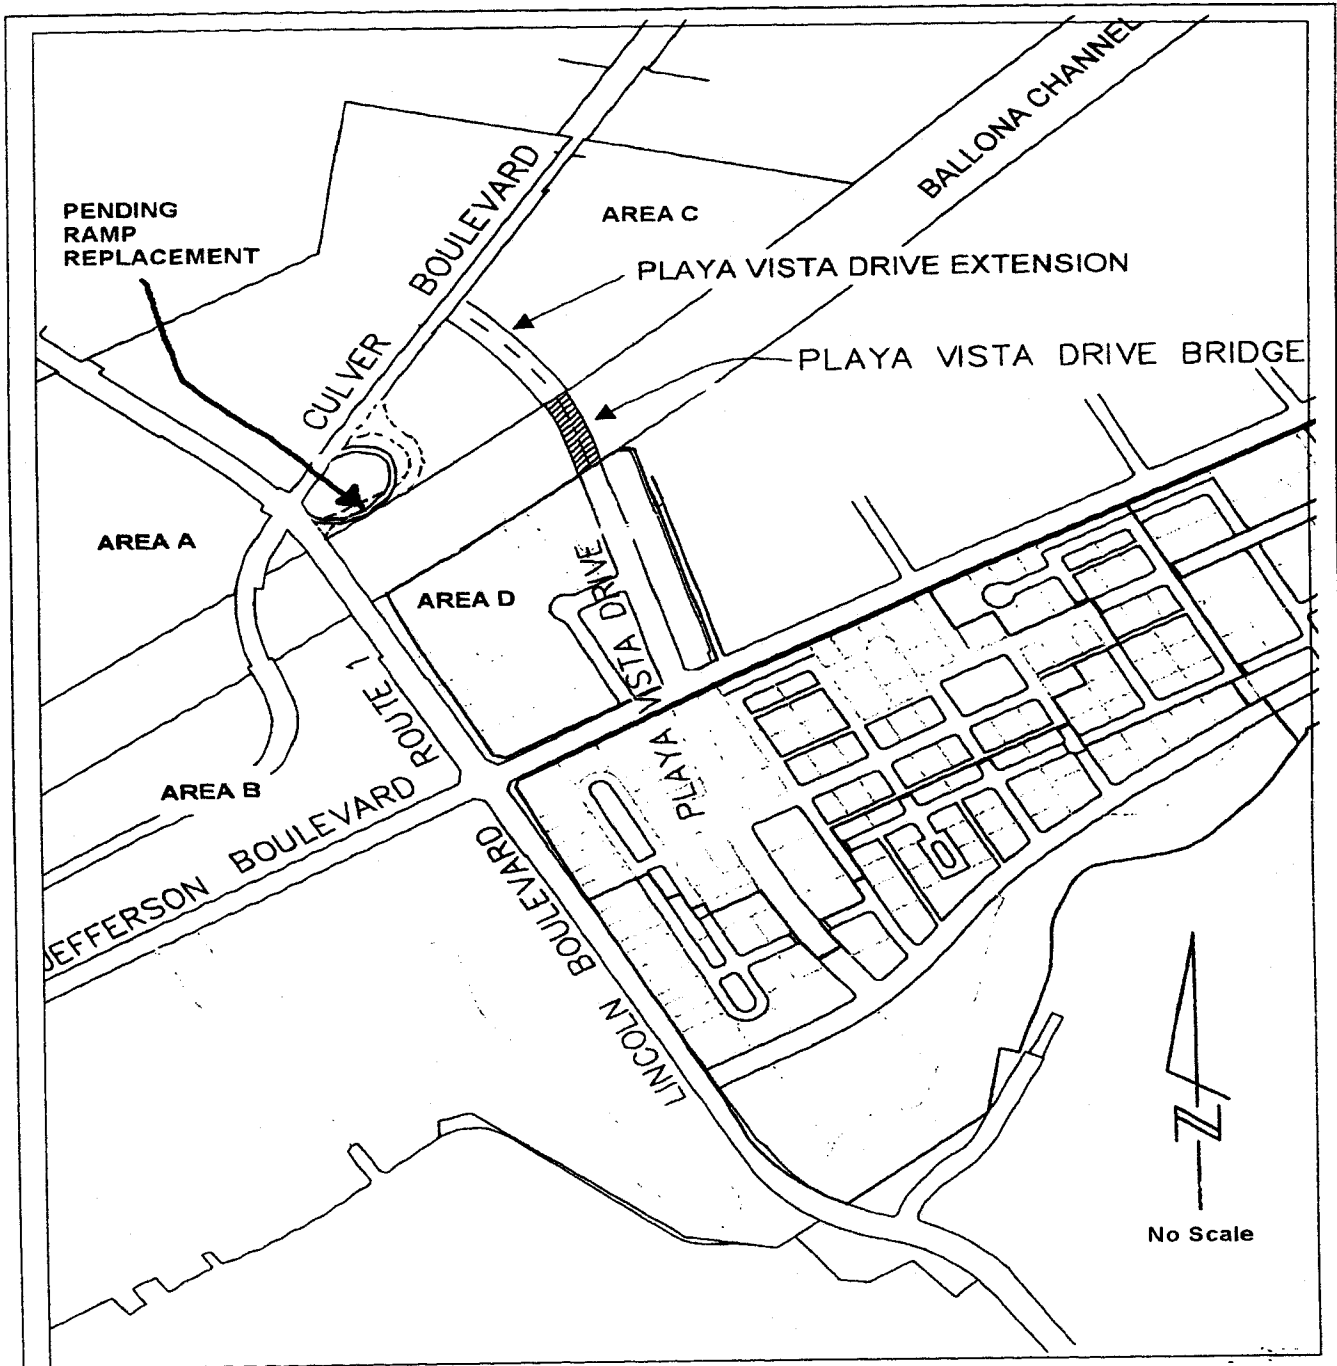 BALLONA CHANNEL
PENDING
RAMP
REPLACEMENT
CULVER BOULEVARD
AREA C
PLAYA VISTA DRIVE EXTENSION
PLAYA VISTA DRIVE BRIDGE
AREA A
AREA D
PLAYA VISTA DRIVE
PLAYA
ROUTE 1
AREA B
JEFFERSON BOULEVARD
LINCOLN BOULEVARD
N
No Scale